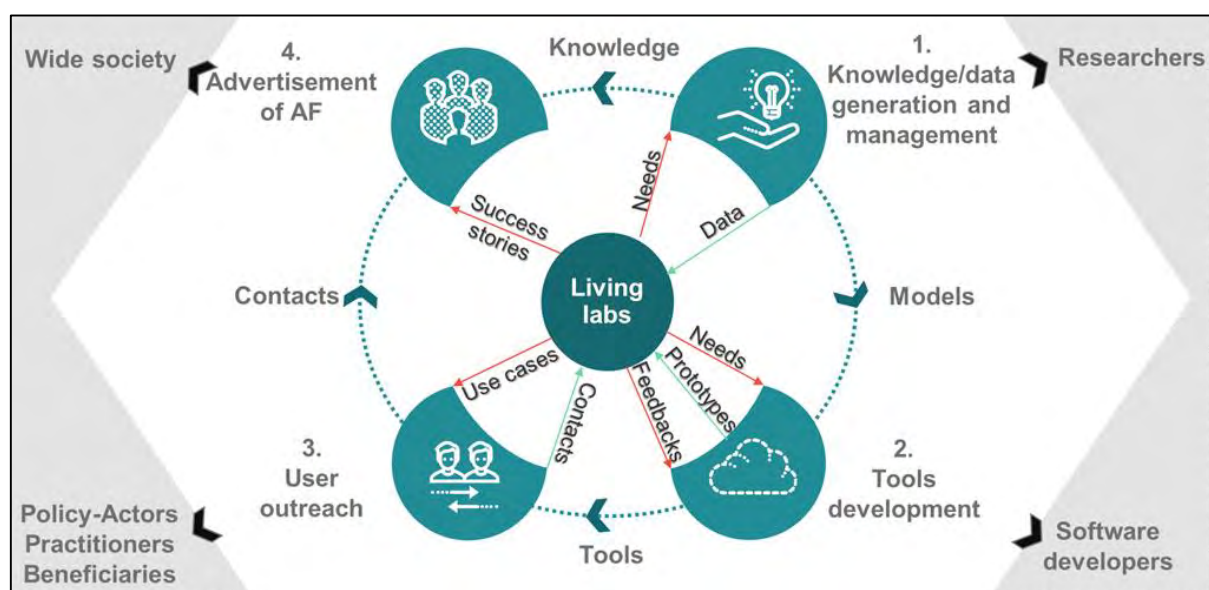 Wide society
4.
Advertisement
of AF
Knowledge
1.
Knowledge/data
generation and
management
Researchers
Needs
Data
Success
stories
Living
labs
Contacts
Models
Needs
Prototypes
Feedbacks
Use cases
Contacts
3.
User
outreach
2.
Tools
development
Tools
Policy-Actors
Practitioners
Beneficiaries
Software
developers